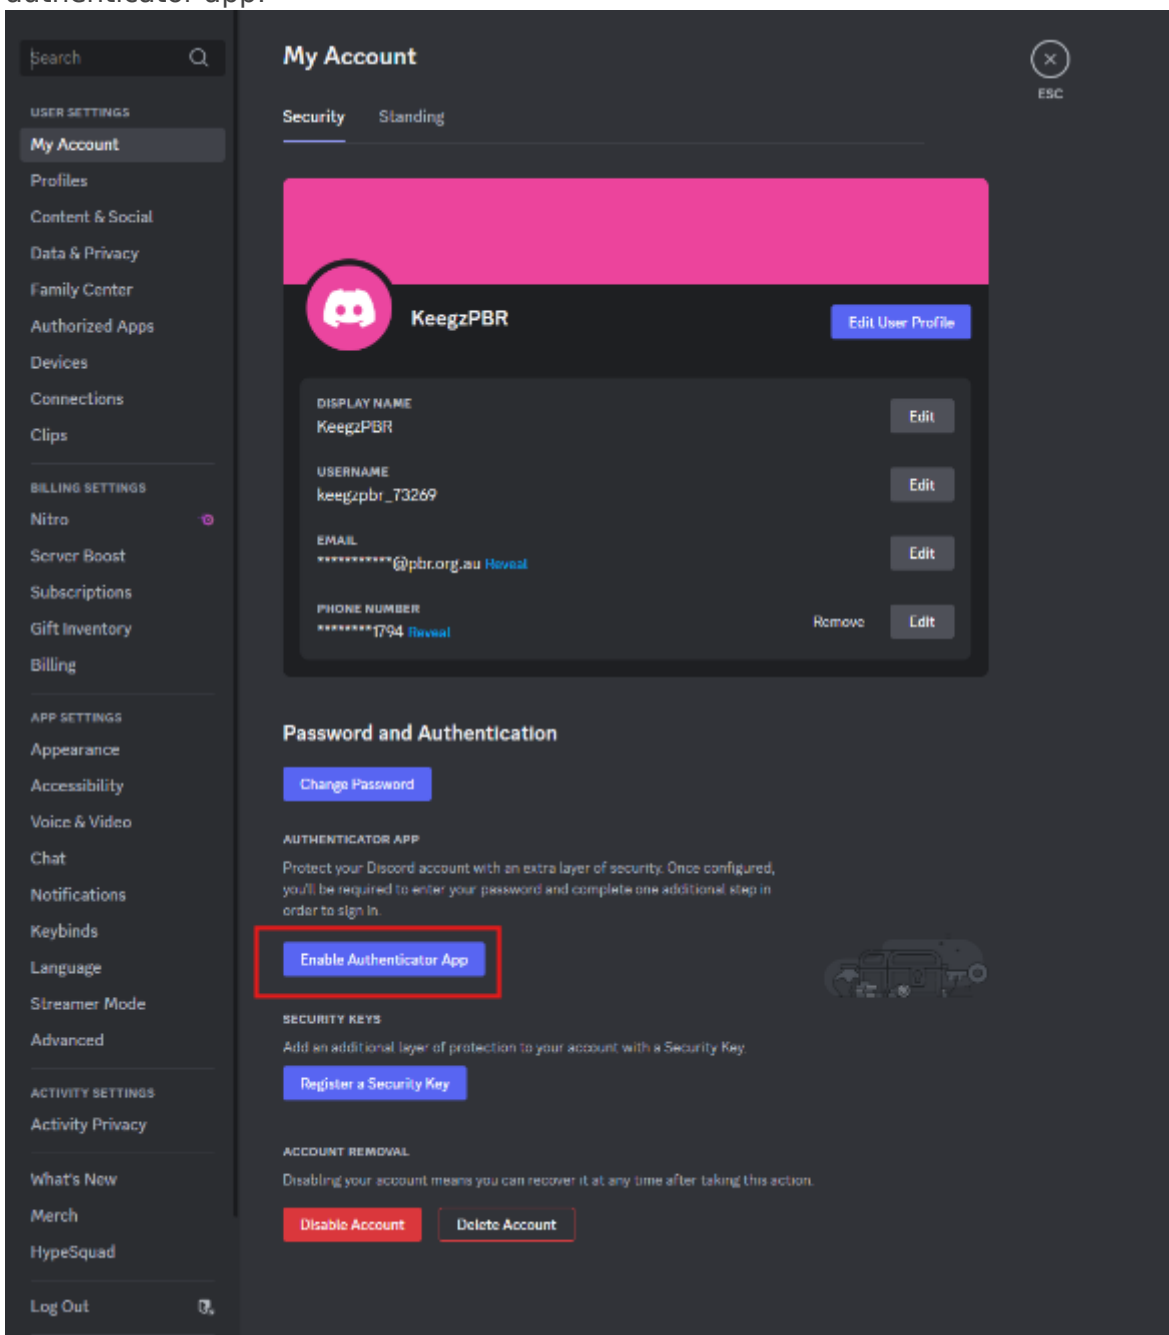 authenticator app.
Search
USER SETTINGS
My Account
Profiles
Content & Social
Data & Privacy
Family Center
Authorized Apps
Devices
Connections
Clips
BILLING SETTINGS
Nitro
Server Boost
Subscriptions
Gift Inventory
Billing
APP SETTINGS
Appearance
Accessibility
Voice & Video
Chat
Notifications
Keybinds
Language
Streamer Mode
Advanced
ACTIVITY SETTINGS
Activity Privacy
What's New
Merch
HypeSquad
Log Out
My Account
ESC
Security Standing
KeegzPBR
Edit User Profile
DISPLAY NAME
KeegzPBR
Edit
USERNAME
keegzpbr_73269
Edit
EMAIL
***********@pbr.org.au Reveal
Edit
PHONE NUMBER
********1794 Reveal
Remove Edit
Password and Authentication
Change Password
AUTHENTICATOR APP
Protect your Discord account with an extra layer of security. Once configured,
you'll be required to enter your password and complete one additional step in
order to sign in.
Enable Authenticator App
SECURITY KEYS
Add an additional layer of protection to your account with a Security Key.
Register a Security Key
ACCOUNT REMOVAL
Disabling your account means you can recover it at any time after taking this action.
Disable Account Delete Account